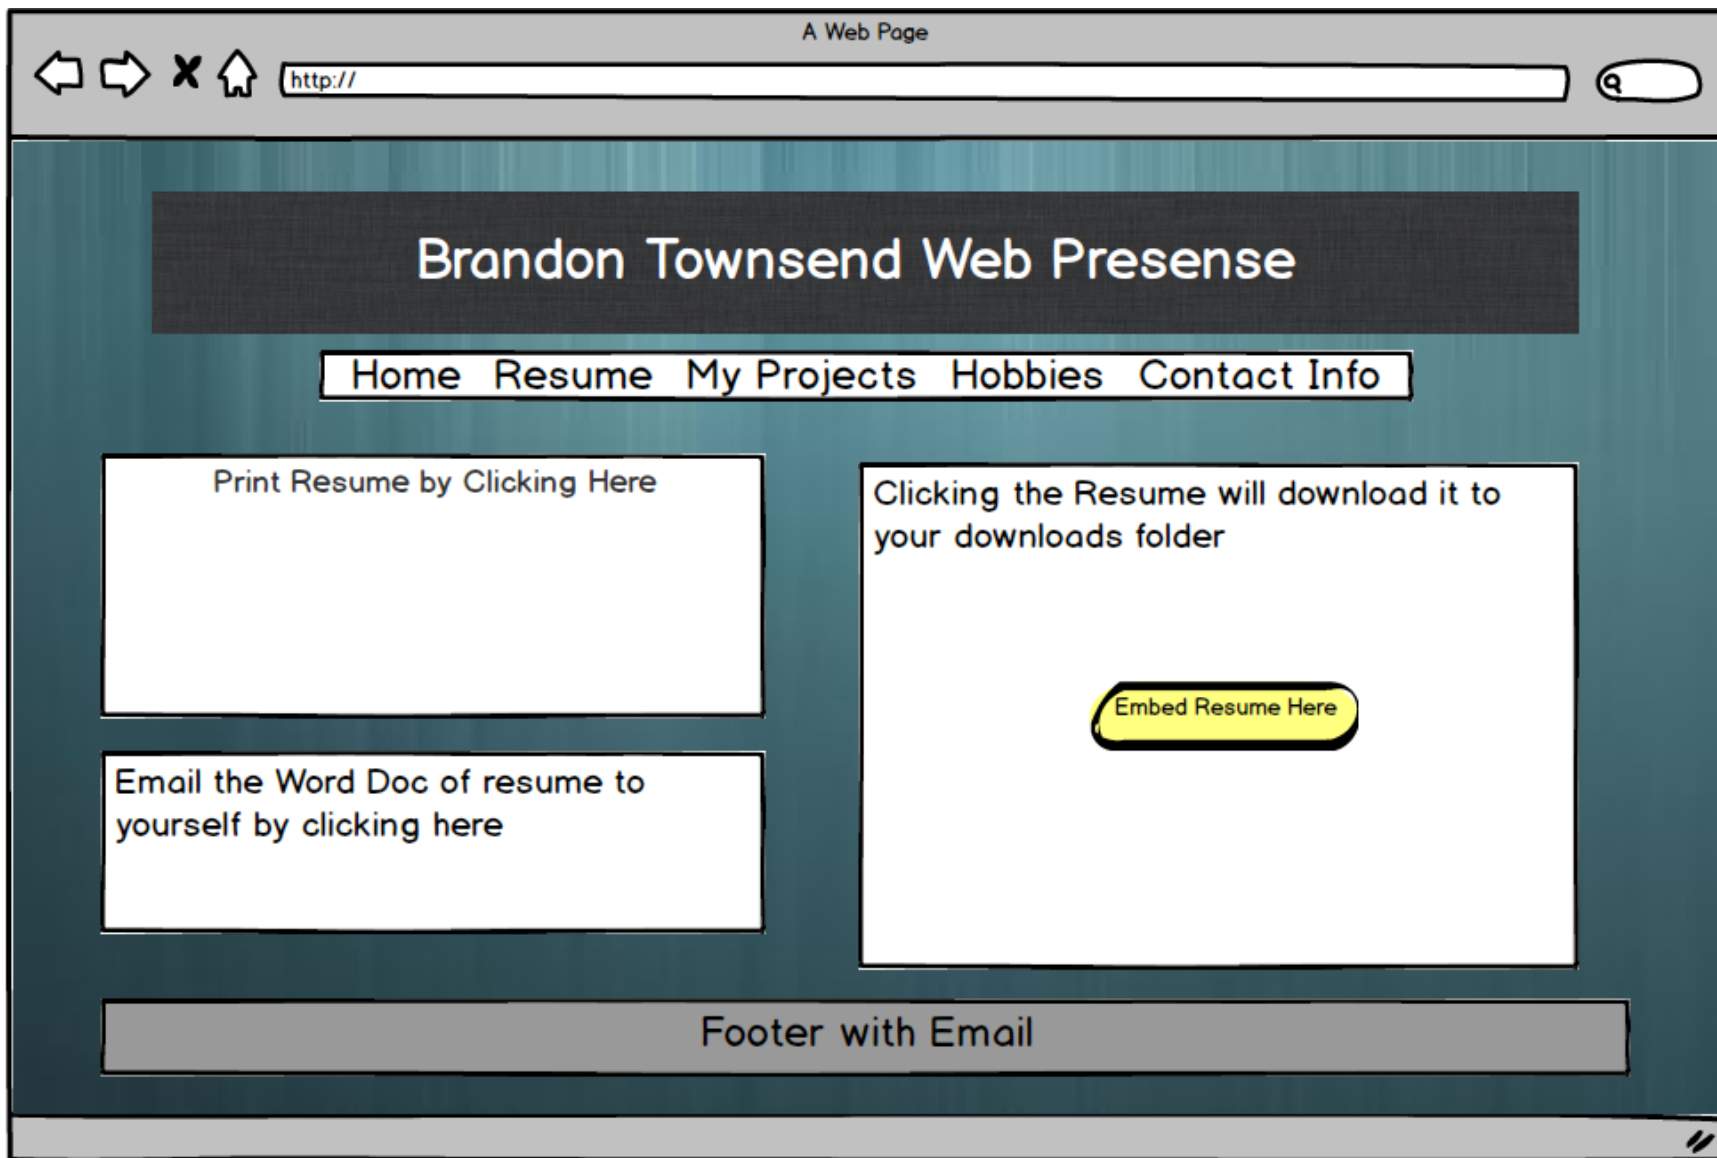 A Web Page
http://
Brandon Townsend Web Presense
Home Resume My Projects Hobbies Contact Info
Print Resume by Clicking Here
Email the Word Doc of resume to
yourself by clicking here
Clicking the Resume will download it to
your downloads folder
Embed Resume Here
Footer with Email